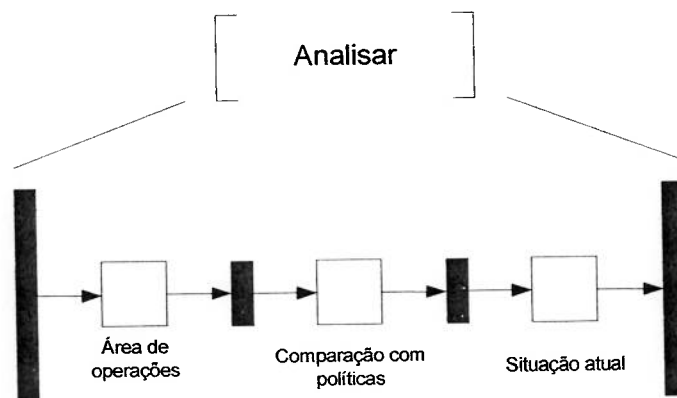 Analisar
Área de
operações
Comparação com
políticas
Situação atual